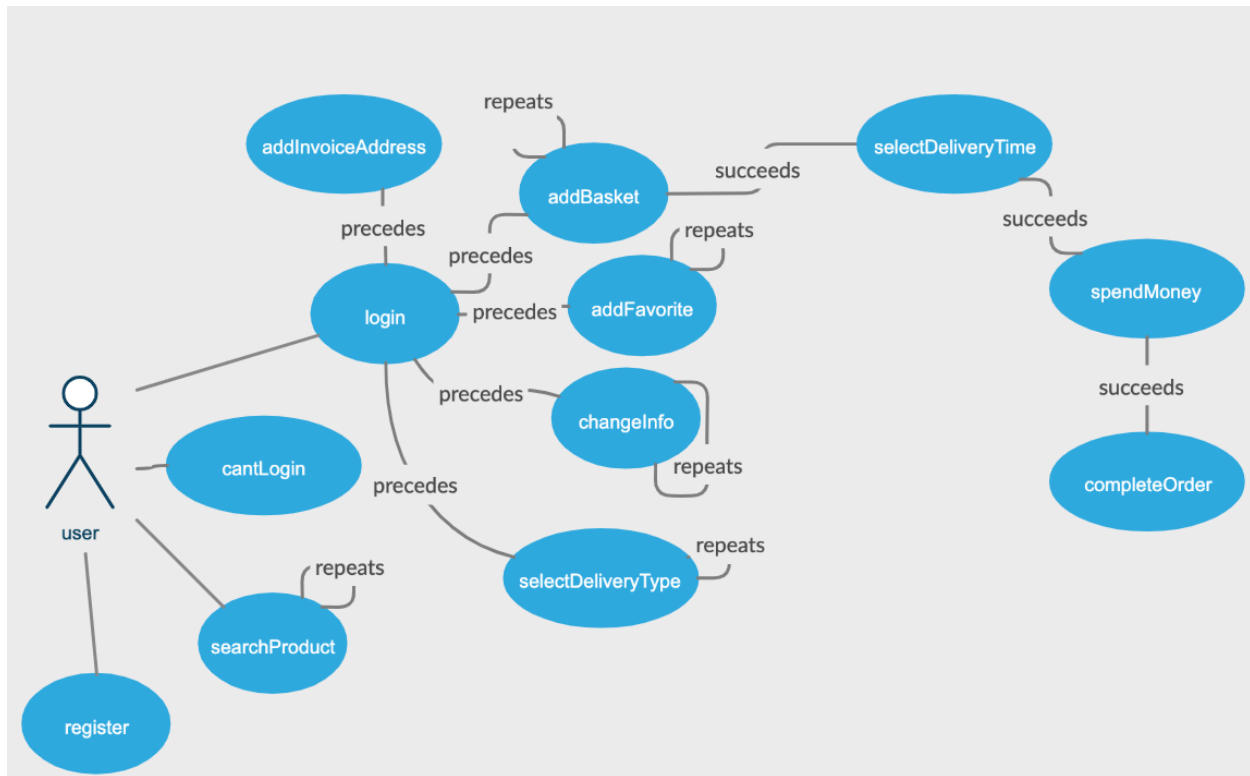 repeats
addInvoiceAddress
selectDeliveryTime
succeeds
addBasket
precedes
repeats
succeeds
precedes
spendMoney
login
precedes
addFavorite
precedes
changeInfo
repeats
succeeds
cantLogin
precedes
completeOrder
user
repeats
selectDeliveryType
repeats
searchProduct
register